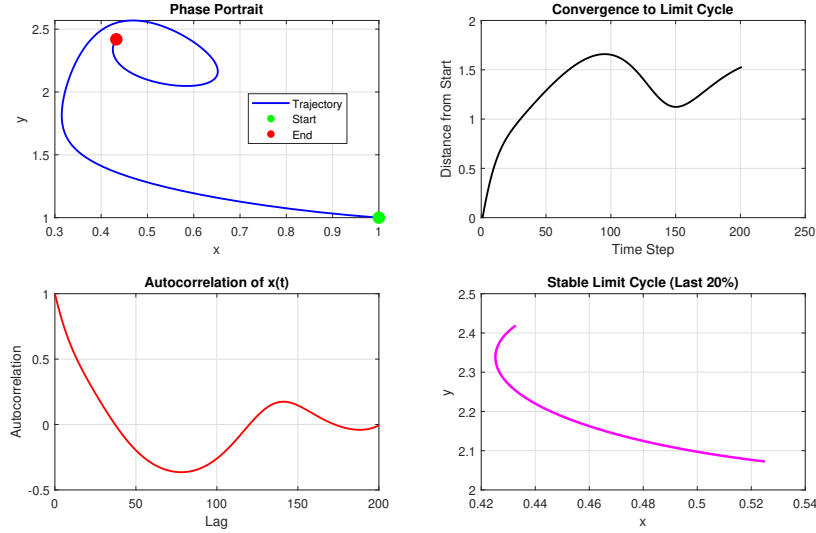 Phase Portrait
2.5
2
1.5
1
y
0.3 0.4 0.5 0.6 0.7 0.8 0.9 1
x
Trajectory
Start
End
Convergence to Limit Cycle
2
1.5
1
0.5
0
Distance from Start
0 50 100 150 200 250
Time Step
Autocorrelation of x(t)
1
0.5
0
-0.5
Autocorrelation
0 50 100 150 200
Lag
Stable Limit Cycle (Last 20%)
2.5
2.4
2.3
2.2
2.1
2
y
0.42 0.44 0.46 0.48 0.5 0.52 0.54
x